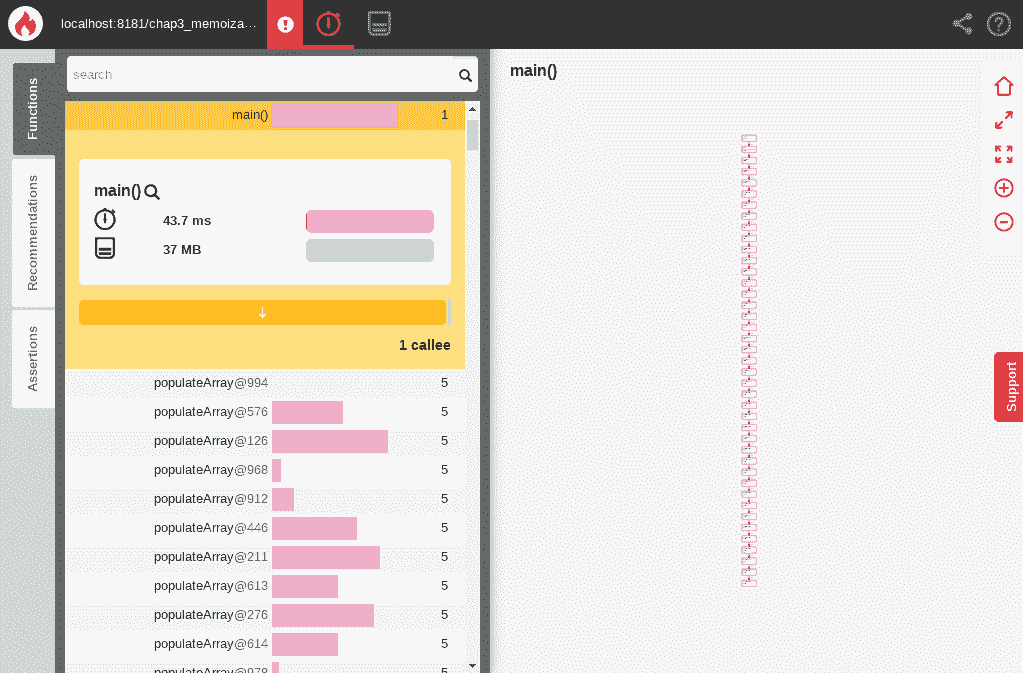 localhost:8181/chap3_memoiza...
Functions
Recommendations
Assertions
search
main() 1
main()
43.7 ms
37 MB
1 callee
populateArray@994 5
populateArray@576 5
populateArray@126 5
populateArray@968 5
populateArray@912 5
populateArray@446 5
populateArray@211 5
populateArray@613 5
populateArray@276 5
populateArray@614 5
populateArray@978 5
main()
Support